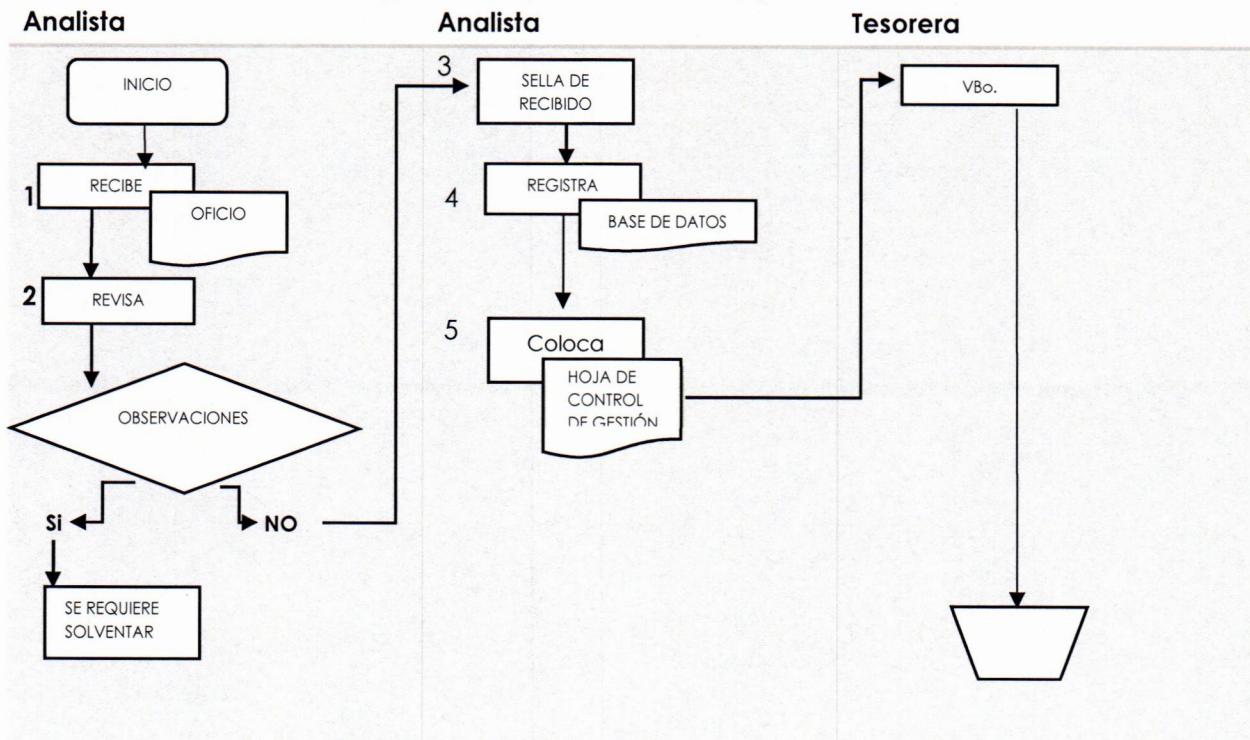 Analista
Analista
Tesorera
INICIO
1
RECIBE
OFICIO
2
REVISA
OBSERVACIONES
Si
NO
SE REQUIERE
SOLVENTAR
3
SELLA DE
RECIBIDO
4
REGISTRA
BASE DE DATOS
5
Coloca
HOJA DE
CONTROL
DE GESTIÓN
VBo.